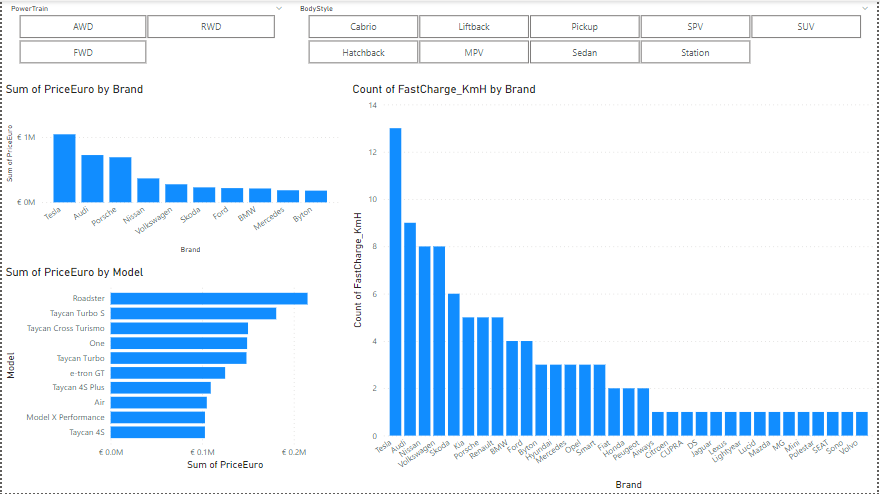 PowerTrain
AWD
RWD
FWD
BodyStyle
Cabrio
Liftback
Pickup
SPV
SUV
Hatchback
MPV
Sedan
Station
Sum of PriceEuro by Brand
Sum of PriceEuro
€ 1M
€ 0M
Tesla
Audi
Porsche
Nissan
Volkswagen
Skoda
Ford
BMW
Mercedes
Byton
Brand
Sum of PriceEuro by Model
Model
Roadster
Taycan Turbo S
Taycan Cross Turismo
One
Taycan Turbo
e-tron GT
Taycan 4S Plus
Air
Model X Performance
Taycan 4S
€ 0.0M
€ 0.1M
€ 0.2M
Sum of PriceEuro
Count of FastCharge_KmH by Brand
Count of FastCharge_KmH
14
12
10
8
6
4
2
0
Tesla
Audi
Nissan
Volkswagen
Skoda
Kia
Porsche
Renault
BMW
Ford
Byton
Hyundai
Mercedes
Opel
Smart
Fiat
Honda
Peugeot
Aiways
Citroen
CUPRA
DS
Jaguar
Lexus
Lightyear
Lucid
Mazda
MG
Mini
Polestar
SEAT
Sono
Volvo
Brand